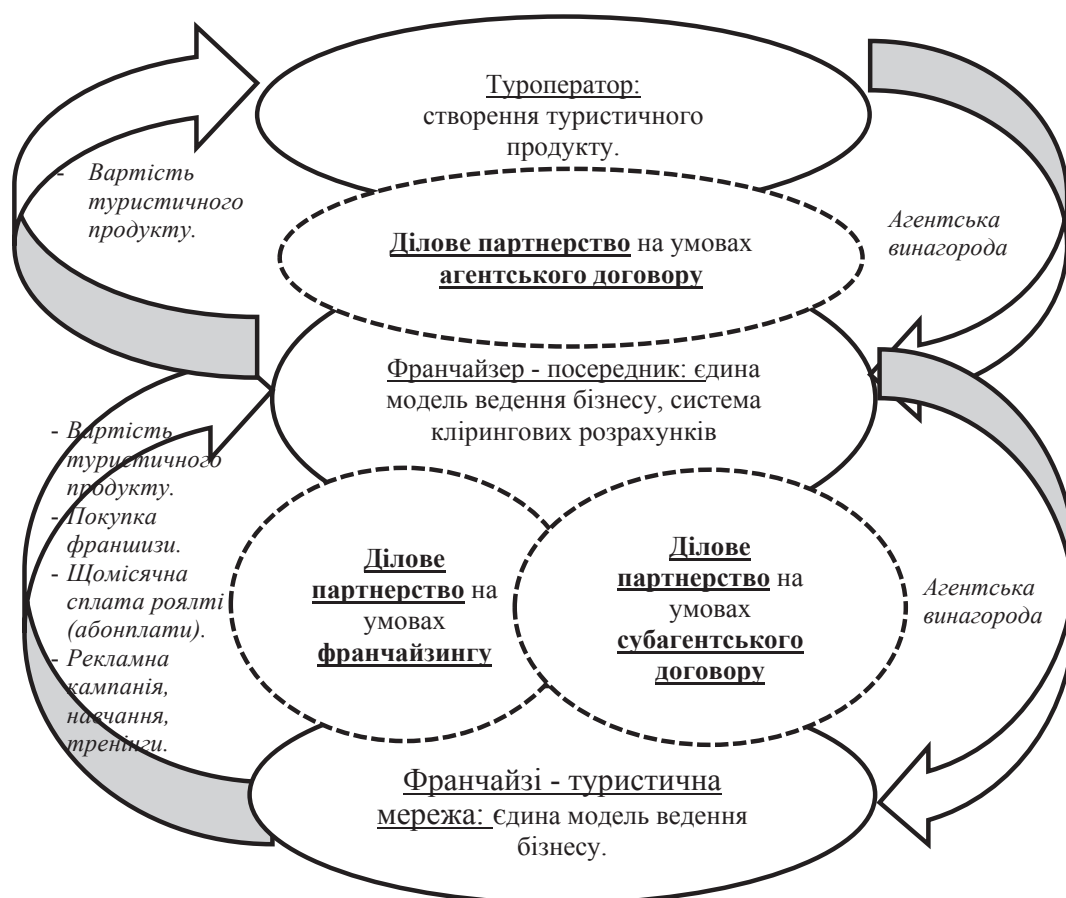 Туроператор:
створення туристичного
продукту.
- Вартість
туристичного
продукту.
Ділове партнерство на умовах
агентського договору
Агентська
винагорода
Франчайзер - посередник: єдина
модель ведення бізнесу, система
клірингових розрахунків
- Вартість
туристичного
продукту.
- Покупка
франшизи.
- Щомісячна
сплата роялті
(абонплати).
- Рекламна
кампанія,
навчання,
тренінги.
Ділове
партнерство на
умовах
франчайзингу
Ділове
партнерство на
умовах
субагентського
договору
Агентська
винагорода
Франчайзі - туристична
мережа: єдина модель ведення
бізнесу.